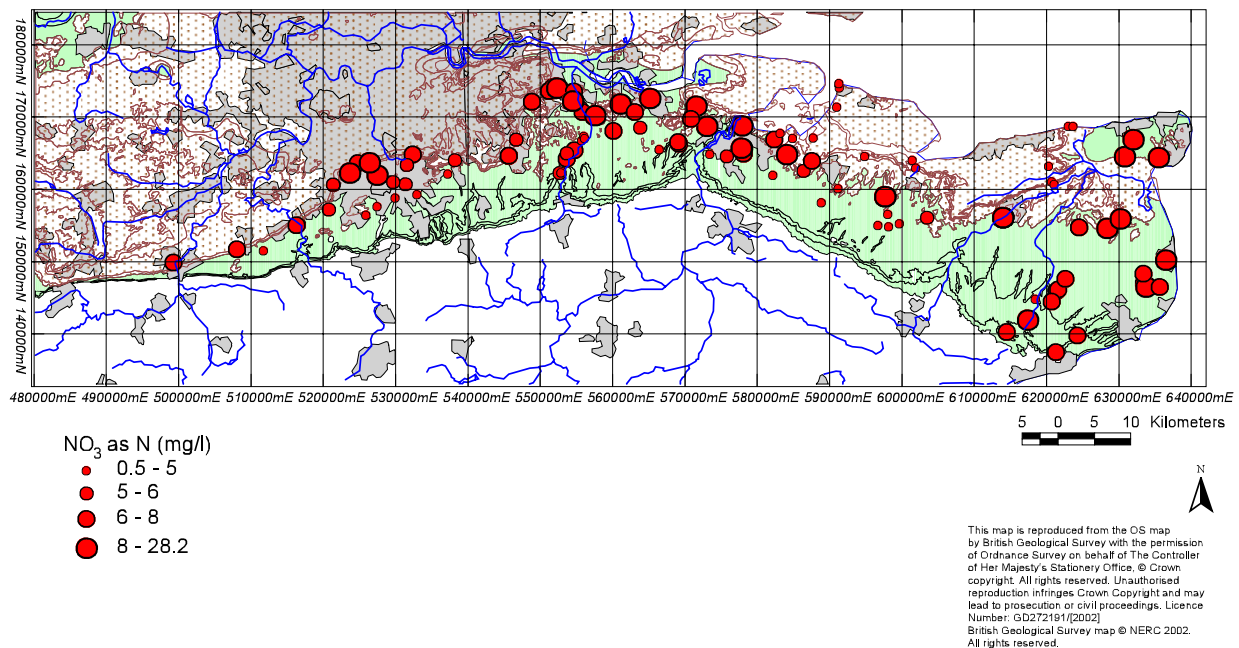 180000mN
170000mN
160000mN
150000mN
140000mN
480000mE 490000mE 500000mE 510000mE 520000mE 530000mE 540000mE 550000mE 560000mE 570000mE 580000mE 590000mE 600000mE 610000mE 620000mE 630000mE 640000mE
5 0 5 10 Kilometers
NO3 as N (mg/l)
0.5 - 5
5 - 6
6 - 8
8 - 28.2
N
This map is reproduced from the OS map
by British Geological Survey with the permission
of Ordnance Survey on behalf of The Controller
of Her Majesty's Stationery Office, © Crown
copyright. All rights reserved. Unauthorised
reproduction infringes Crown Copyright and may
lead to prosecution or civil proceedings. Licence
Number: GD272191/[2002]
British Geological Survey map © NERC 2002.
All rights reserved.